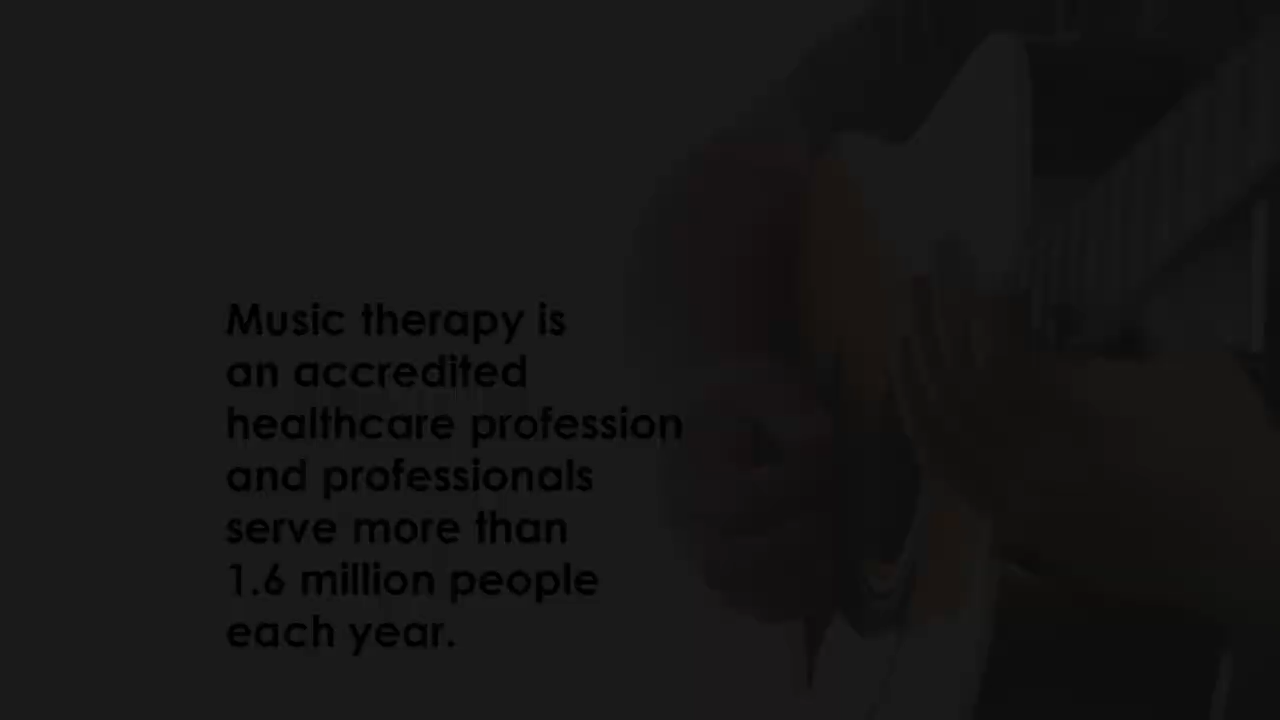 Music therapy is
an accredited
healthcare profession
and professionals
serve more than
1.6 million people
each year.